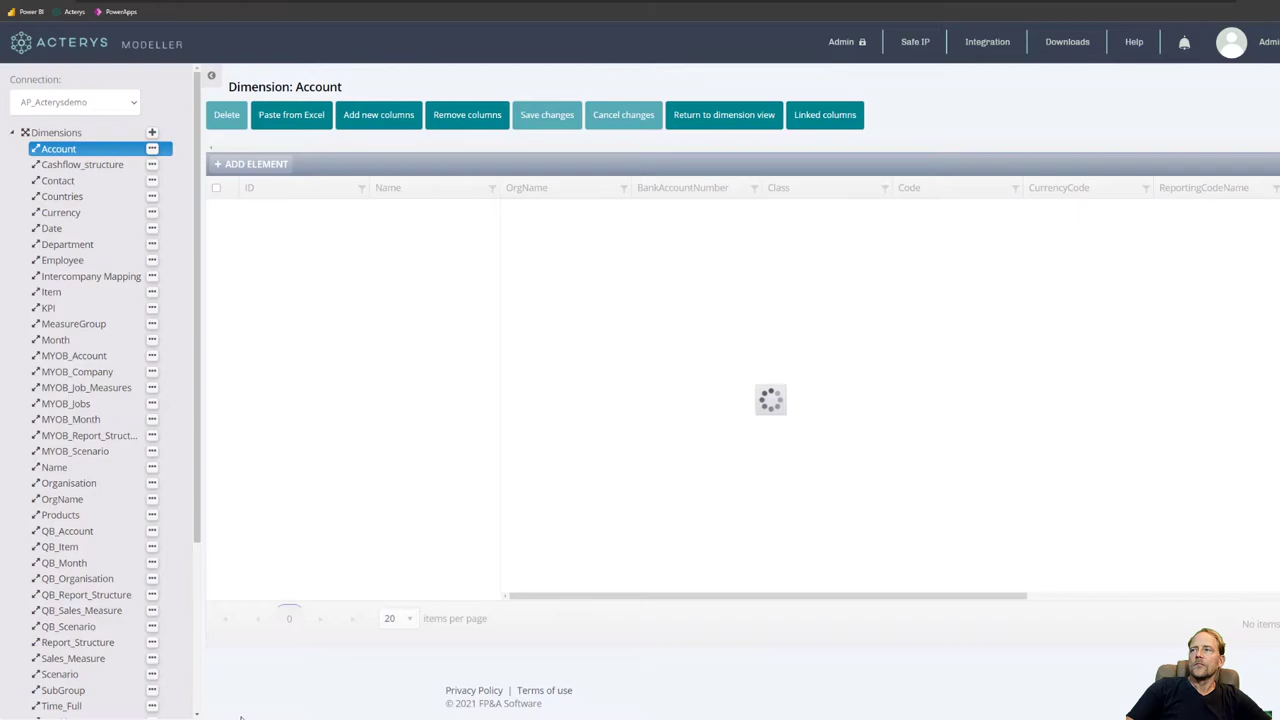 Power BI Acterys PowerApps
ACTERYS MODELLER
Admin Safe IP Integration Downloads Help Admi
Connection:
AP_Acterysdemo
Dimensions
Account
Cashflow_structure
Contact
Countries
Currency
Date
Department
Employee
Intercompany Mapping
Item
KPI
MeasureGroup
Month
MYOB_Account
MYOB_Company
MYOB_Job_Measures
MYOB_Jobs
MYOB_Month
MYOB_Report_Struct...
MYOB_Scenario
Name
Organisation
OrgName
Products
QB_Account
QB_Item
QB_Month
QB_Organisation
QB_Report_Structure
QB_Sales_Measure
QB_Scenario
Report_Structure
Sales_Measure
Scenario
SubGroup
Time_Full
Dimension: Account
Delete Paste from Excel Add new columns Remove columns Save changes Cancel changes Return to dimension view Linked columns
+ ADD ELEMENT
ID Name OrgName BankAccountNumber Class Code CurrencyCode ReportingCodeName
0 20 items per page
No items
Privacy Policy | Terms of use
© 2021 FP&A Software